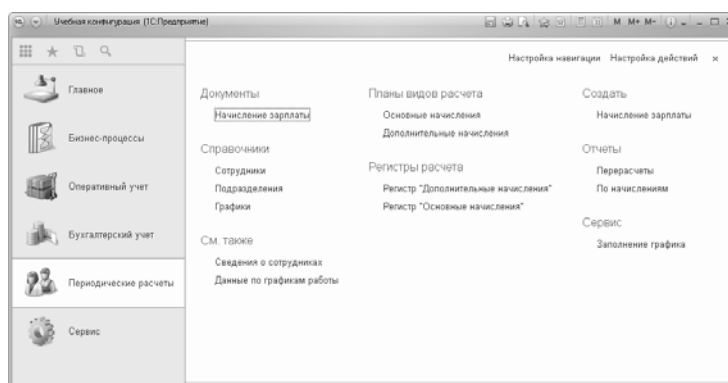 Учебная конфигурация (1С:Предприятие)
M M+ M-
Настройка навигации Настройка действий
Главное
Бизнес-процессы
Оперативный учет
Бухгалтерский учет
Периодические расчеты
Сервис
Документы
Начисление зарплаты
Справочники
Сотрудники
Подразделения
Графики
См. также
Сведения о сотрудниках
Данные по графикам работы
Планы видов расчета
Основные начисления
Дополнительные начисления
Регистры расчета
Регистр "Дополнительные начисления"
Регистр "Основные начисления"
Создать
Начисление зарплаты
Отчеты
Перерасчеты
По начислениям
Сервис
Заполнение графика